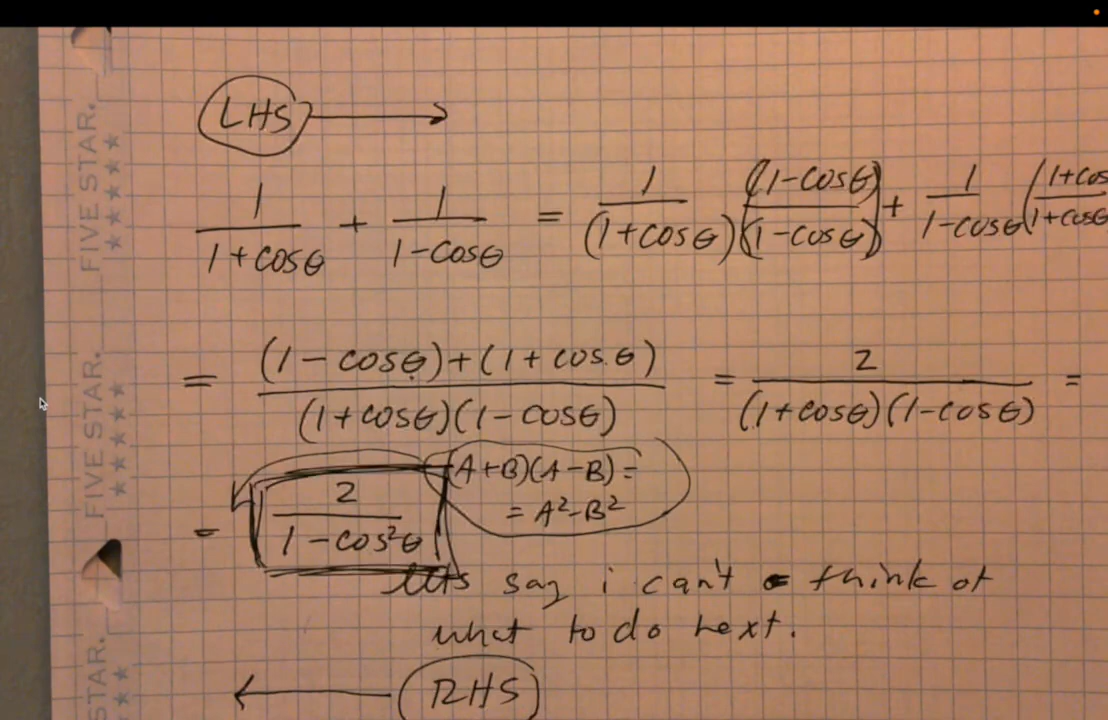 LHS →
1/(1+cosθ) + 1/(1-cosθ) = 1/(1+cosθ) ((1-cosθ)/(1-cosθ)) + 1/(1-cosθ) (1+cos/1+cosθ
= ((1-cosθ)+(1+cosθ))/((1+cosθ)(1-cosθ)) = 2/((1+cosθ)(1-cosθ)) =
(A+B)(A-B) =
= A²-B²
= 2/(1-cos²θ)
lets say i can't think of
what to do next.
← RHS
FIVE STAR.
FIVE STAR.
STAR.